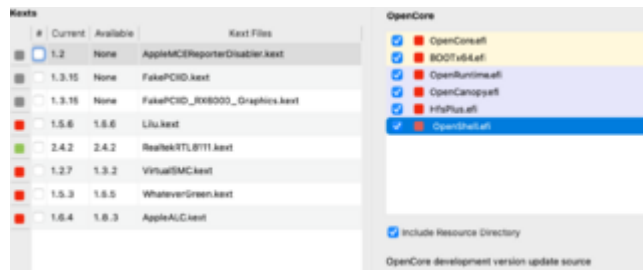 Kexts
# Current Available Kext Files
1.2 None AppleMCEReporterDisabler.kext
1.3.15 None FakePCIID.kext
1.3.15 None FakePCIID_RX6000_Graphics.kext
1.5.6 1.6.6 Lilu.kext
2.4.2 2.4.2 RealtekRTL8111.kext
1.2.7 1.3.2 VirtualSMC.kext
1.5.3 1.6.5 WhateverGreen.kext
1.6.4 1.8.3 AppleALC.kext
OpenCore
OpenCore.efi
BOOTx64.efi
OpenRuntime.efi
OpenCanopy.efi
HfsPlus.efi
OpenShell.efi
Include Resource Directory
OpenCore development version update source